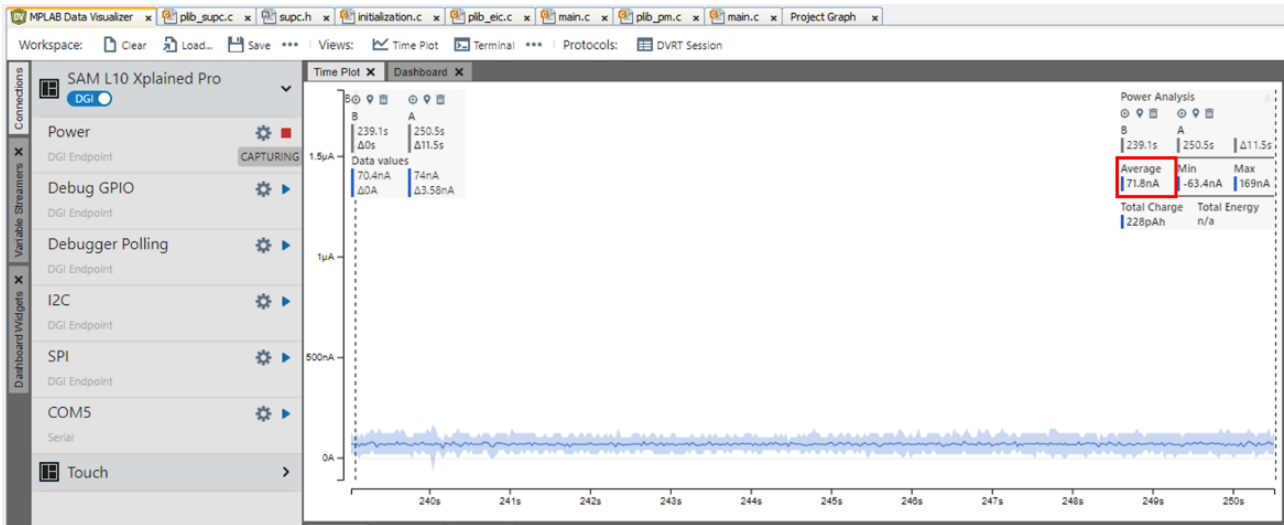 MPLAB Data Visualizer x plib_supc.c x supc.h x initialization.c x plib_eic.c x main.c x plib_pm.c x main.c x Project Graph x
Workspace: Clear Load... Save ••• Views: Time Plot Terminal ••• Protocols: DVRT Session
Connections
Variable Streamers
Dashboard Widgets
SAM L10 Xplained Pro
DGI
Power
DGI Endpoint
CAPTURING
Debug GPIO
DGI Endpoint
Debugger Polling
DGI Endpoint
I2C
DGI Endpoint
SPI
DGI Endpoint
COM5
Serial
Touch
Time Plot X Dashboard X
B
B A
239.1s 250.5s
Δ0s Δ11.5s
Data values
70.4nA 74nA
Δ0A Δ3.58nA
Power Analysis
B A
239.1s 250.5s Δ11.5s
Average Min Max
71.8nA -63.4nA 169nA
Total Charge Total Energy
228pAh n/a
1.5µA
1µA
500nA
0A
240s 241s 242s 243s 244s 245s 246s 247s 248s 249s 250s